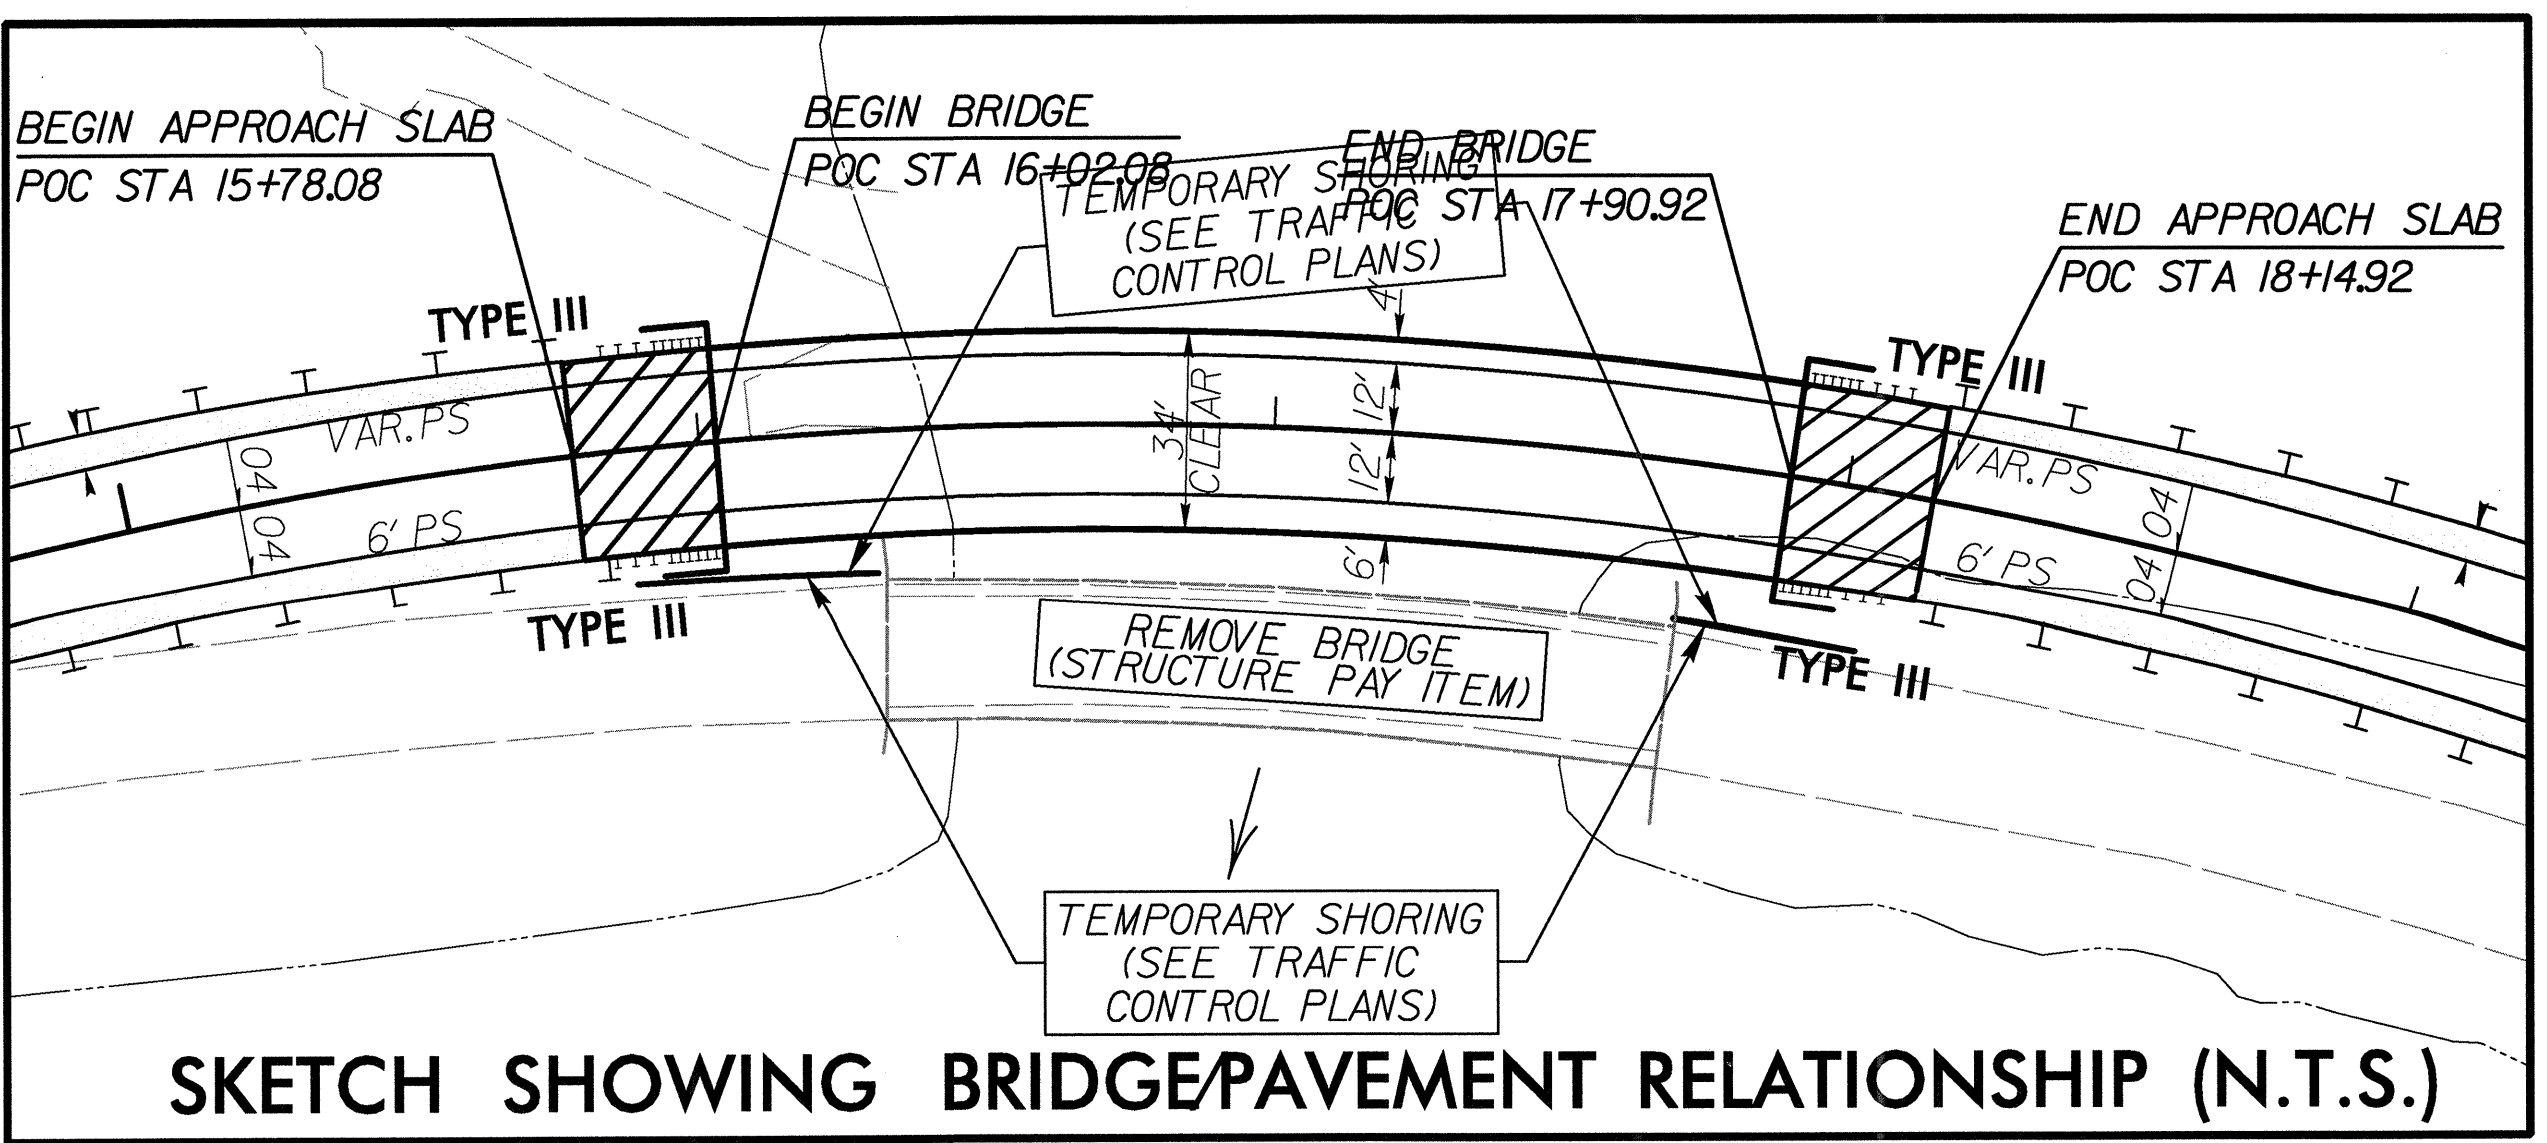 BEGIN APPROACH SLAB
POC STA 15+78.08
BEGIN BRIDGE
POC STA 16+02.08
END BRIDGE
POC STA 17+90.92
TEMPORARY SHORING
(SEE TRAFFIC
CONTROL PLANS)
END APPROACH SLAB
POC STA 18+14.92
TYPE III
TYPE III
4'
34'
CLEAR
12'
12'
6'
VAR. PS
04
04
6' PS
VAR. PS
04
04
6' PS
TYPE III
TYPE III
REMOVE BRIDGE
(STRUCTURE PAY ITEM)
TEMPORARY SHORING
(SEE TRAFFIC
CONTROL PLANS)
SKETCH SHOWING BRIDGE/PAVEMENT RELATIONSHIP (N.T.S.)